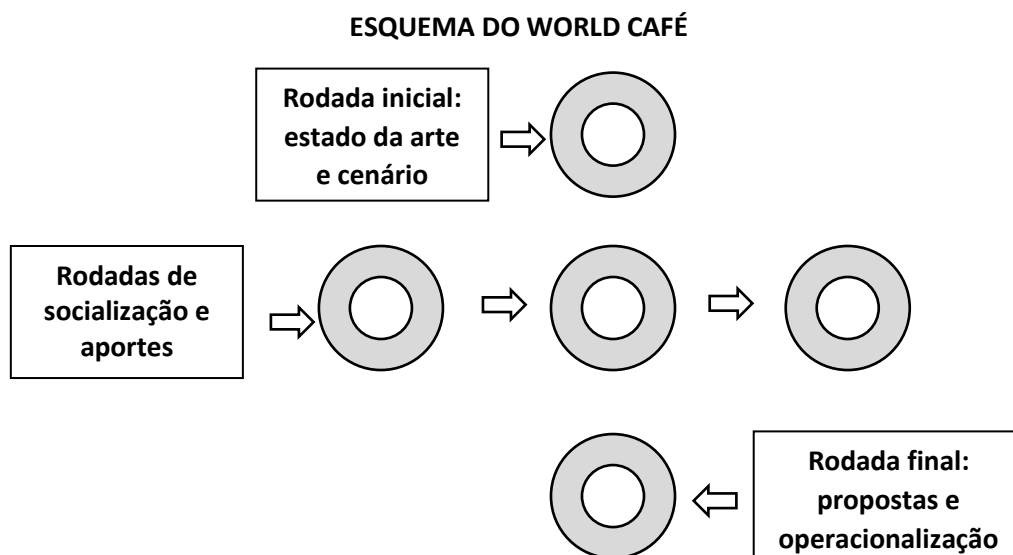 ESQUEMA DO WORLD CAFÉ
Rodada inicial:
estado da arte
e cenário
Rodadas de
socialização e
aportes
Rodada final:
propostas e
operacionalização